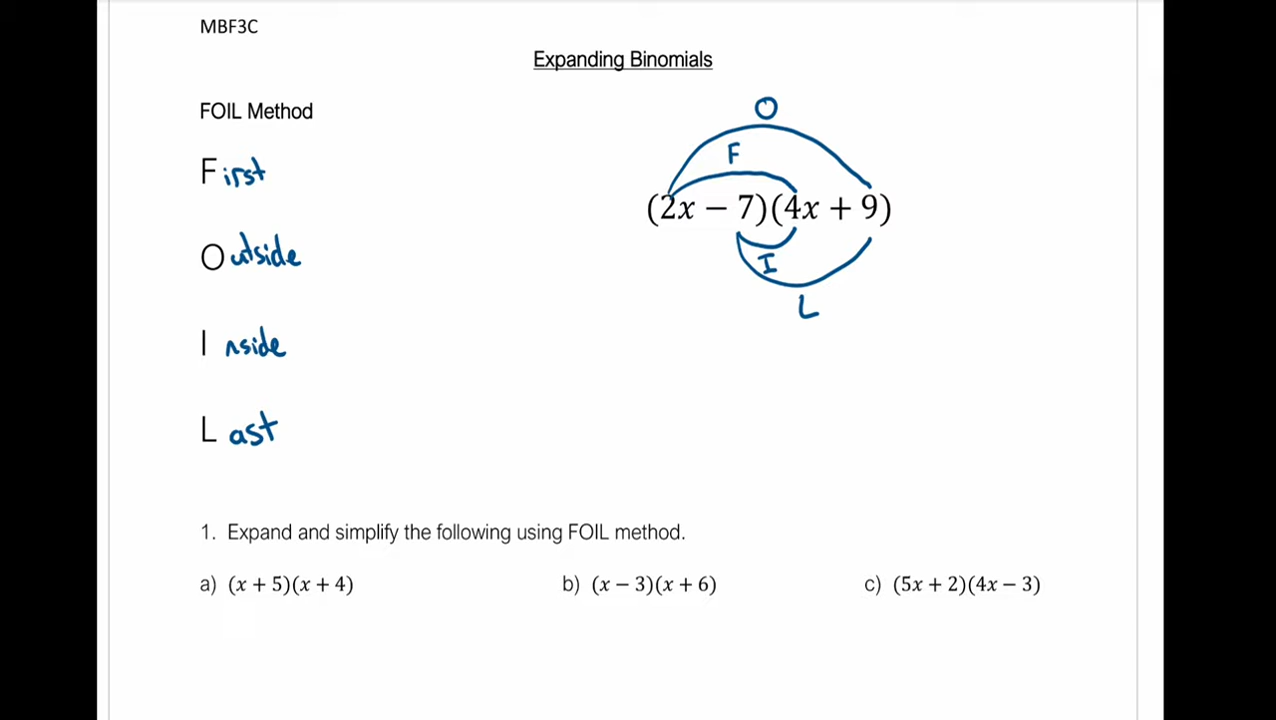 MBF3C
Expanding Binomials
FOIL Method
First
Outside
Inside
Last
O
F
(2x − 7)(4x + 9)
I
L
1. Expand and simplify the following using FOIL method.
a) (x + 5)(x + 4) b) (x − 3)(x + 6) c) (5x + 2)(4x − 3)